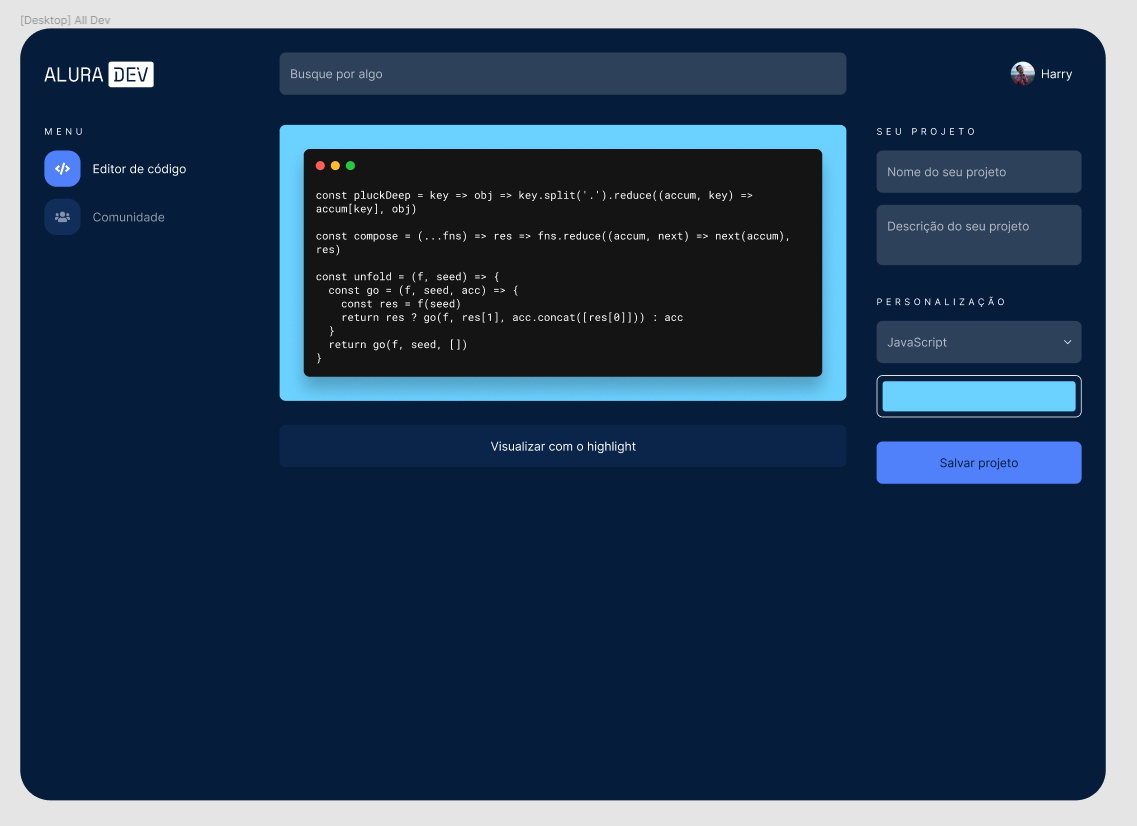 [Desktop] All Dev
ALURA DEV
Busque por algo
Harry
MENU
Editor de código
Comunidade
const pluckDeep = key => obj => key.split('.').reduce((accum, key) =>
accum[key], obj)
const compose = (...fns) => res => fns.reduce((accum, next) => next(accum),
res)
const unfold = (f, seed) => {
  const go = (f, seed, acc) => {
    const res = f(seed)
    return res ? go(f, res[1], acc.concat([res[0]])) : acc
  }
  return go(f, seed, [])
}
Visualizar com o highlight
SEU PROJETO
Nome do seu projeto
Descrição do seu projeto
PERSONALIZAÇÃO
JavaScript
Salvar projeto